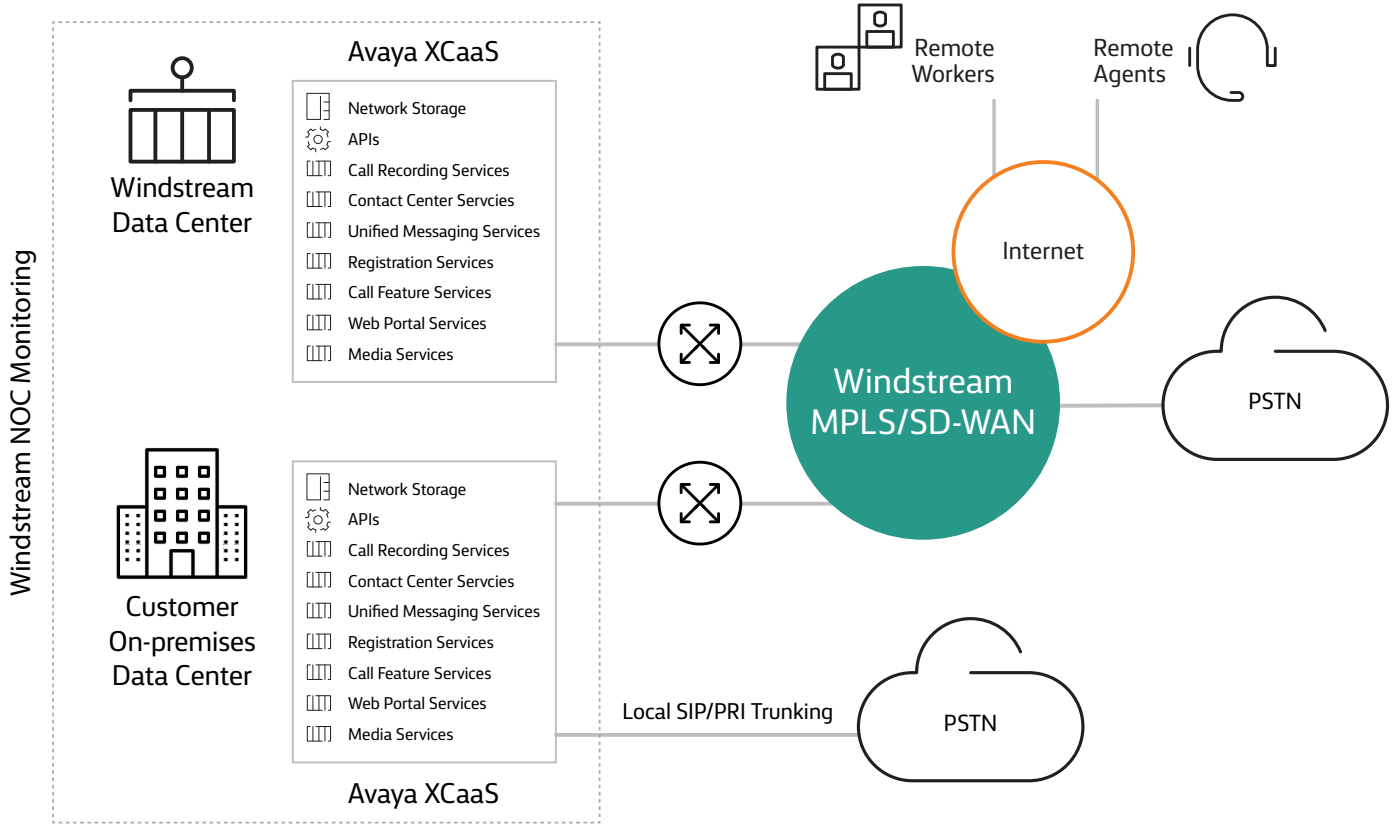 Windstream NOC Monitoring
Avaya XCaaS
Windstream
Data Center
Network Storage
APIs
Call Recording Services
Contact Center Servcies
Unified Messaging Services
Registration Services
Call Feature Services
Web Portal Services
Media Services
Customer
On-premises
Data Center
Network Storage
APIs
Call Recording Services
Contact Center Servcies
Unified Messaging Services
Registration Services
Call Feature Services
Web Portal Services
Media Services
Avaya XCaaS
Remote
Workers
Remote
Agents
Internet
Windstream
MPLS/SD-WAN
PSTN
Local SIP/PRI Trunking
PSTN